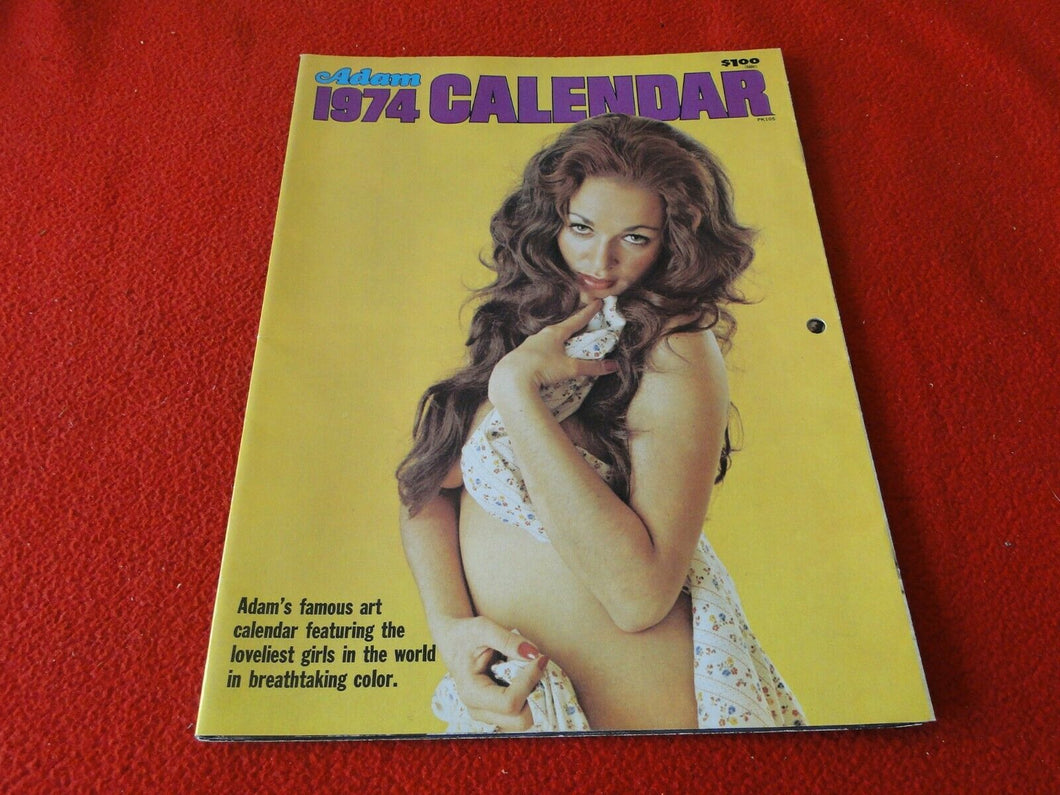 Adam
$1.00
1974 CALENDAR
PK105
Adam's famous art
calendar featuring the
loveliest girls in the world
in breathtaking color.